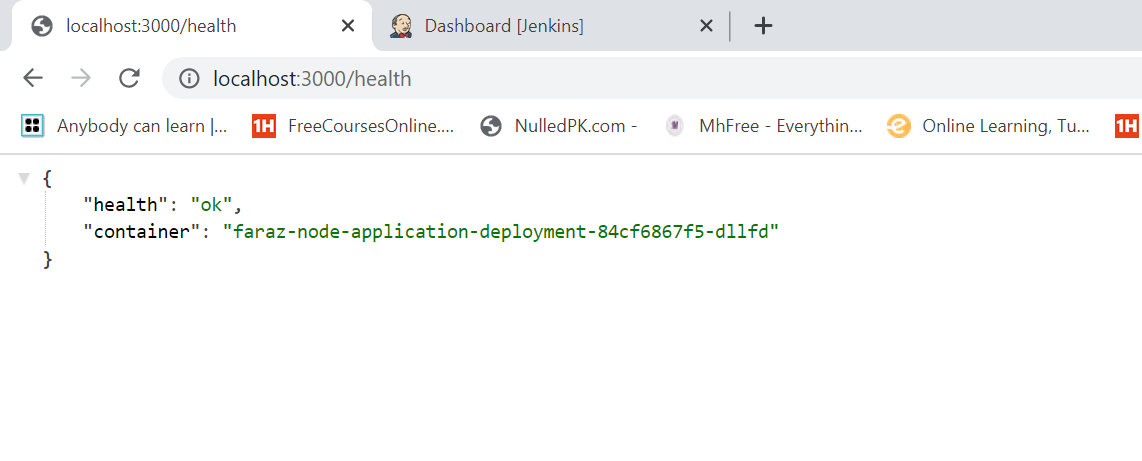 localhost:3000/health
Dashboard [Jenkins]
localhost:3000/health
Anybody can learn |...
1H
FreeCoursesOnline....
NulledPK.com -
MhFree - Everythin...
Online Learning, Tu...
1H
{
"health": "ok",
"container": "faraz-node-application-deployment-84cf6867f5-dllfd"
}